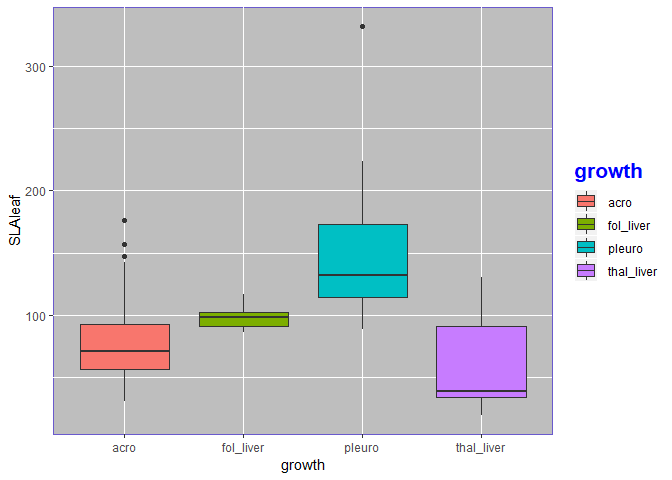 SLAleaf
300
200
100
acro
fol_liver
pleuro
thal_liver
growth
growth
acro
fol_liver
pleuro
thal_liver